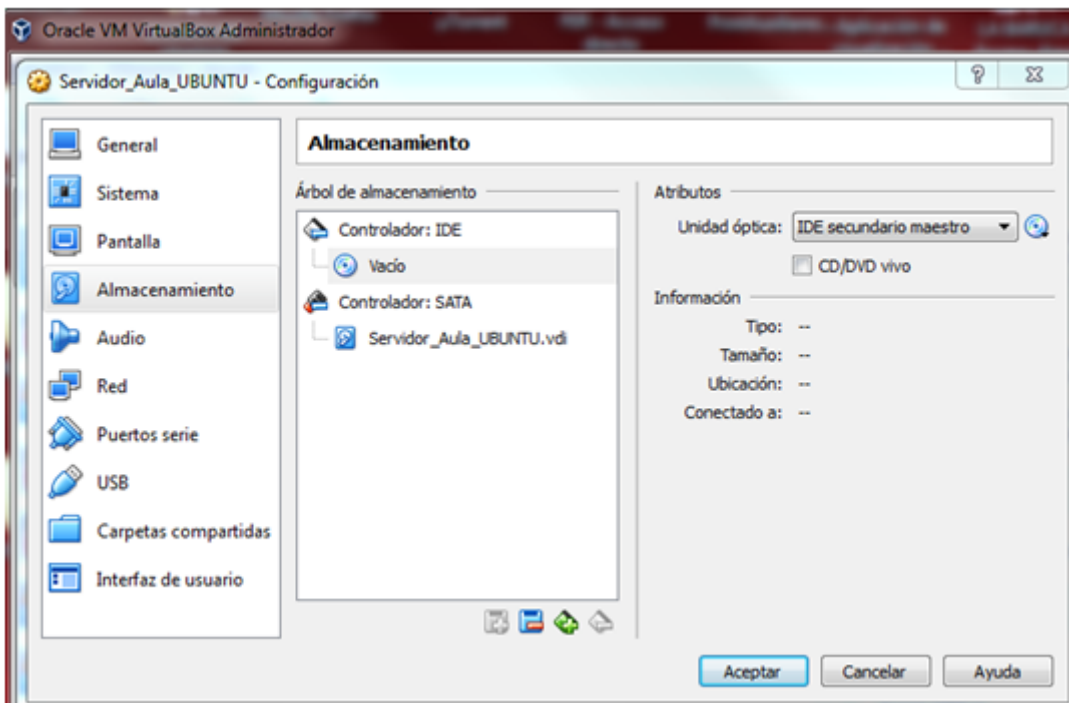 Oracle VM VirtualBox Administrador
Servidor_Aula_UBUNTU - Configuración
?
General
Sistema
Pantalla
Almacenamiento
Audio
Red
Puertos serie
USB
Carpetas compartidas
Interfaz de usuario
Almacenamiento
Árbol de almacenamiento
Controlador: IDE
Vacío
Controlador: SATA
Servidor_Aula_UBUNTU.vdi
Atributos
Unidad óptica: IDE secundario maestro
CD/DVD vivo
Información
Tipo: --
Tamaño: --
Ubicación: --
Conectado a: --
Aceptar Cancelar Ayuda